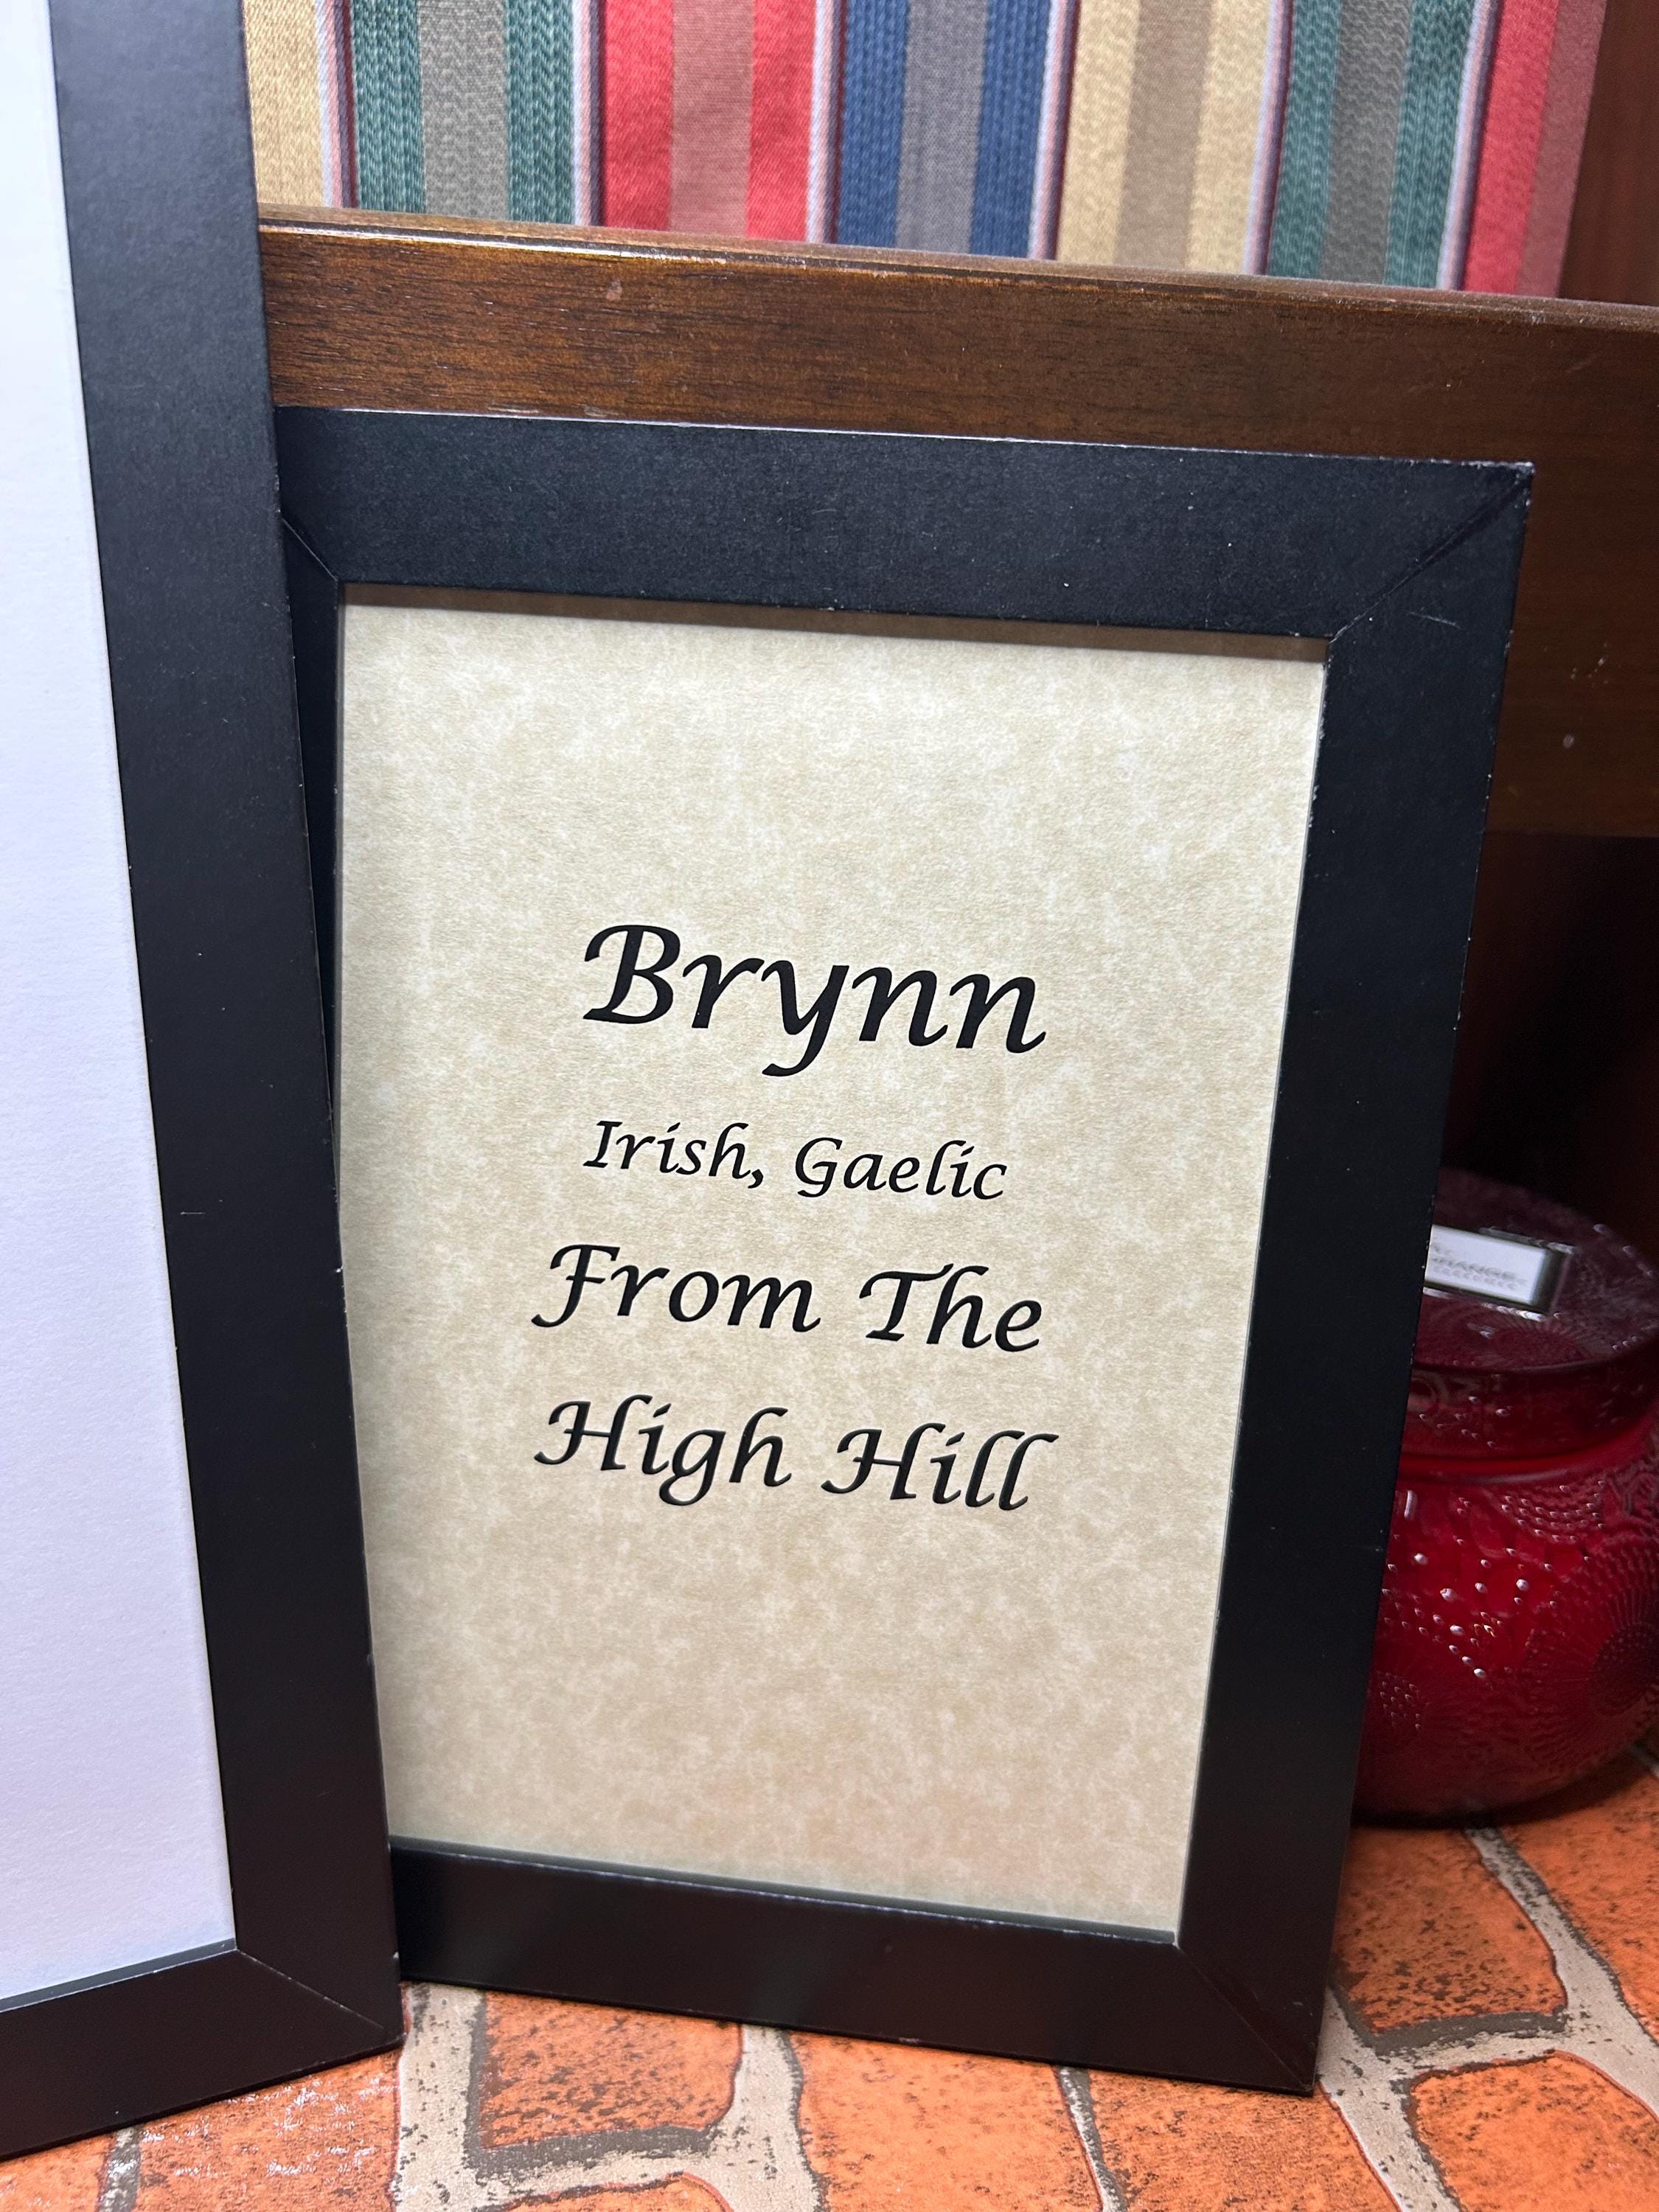 Brynn
Irish, Gaelic
From The
High Hill